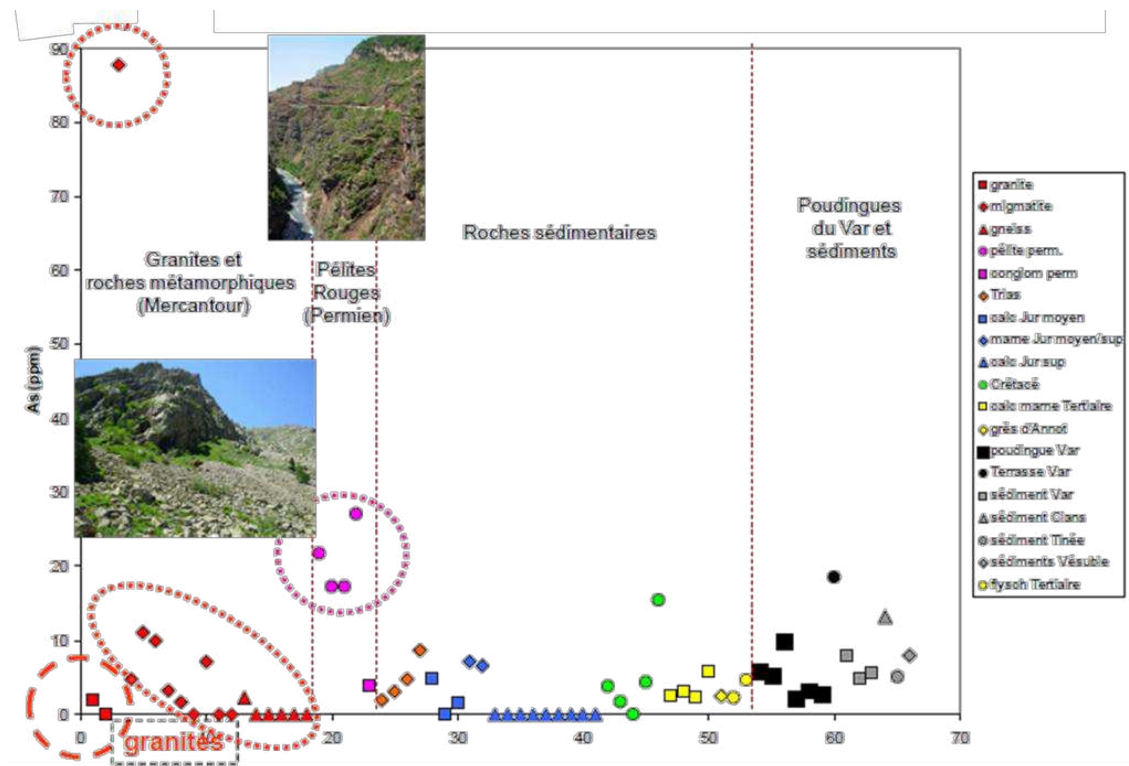 90
80
70
60
50
40
30
20
10
0
As (ppm)
Granites et
roches métamorphiques
(Mercantour)
Pélites
Rouges
(Permien)
Roches sédimentaires
Poudingues
du Var et
sédiments
granites
0
20
30
40
50
60
70
granite
migmatite
gneiss
pélite perm.
conglom perm
Trias
calc Jur moyen
marne Jur moyen/sup
calc Jur sup
Crétacé
calc marne Tertiaire
grès d'Annot
poudingue Var
Terrasse Var
sédiment Var
sédiment Cians
sédiment Tinée
sédiments Vésubie
flysch Tertiaire